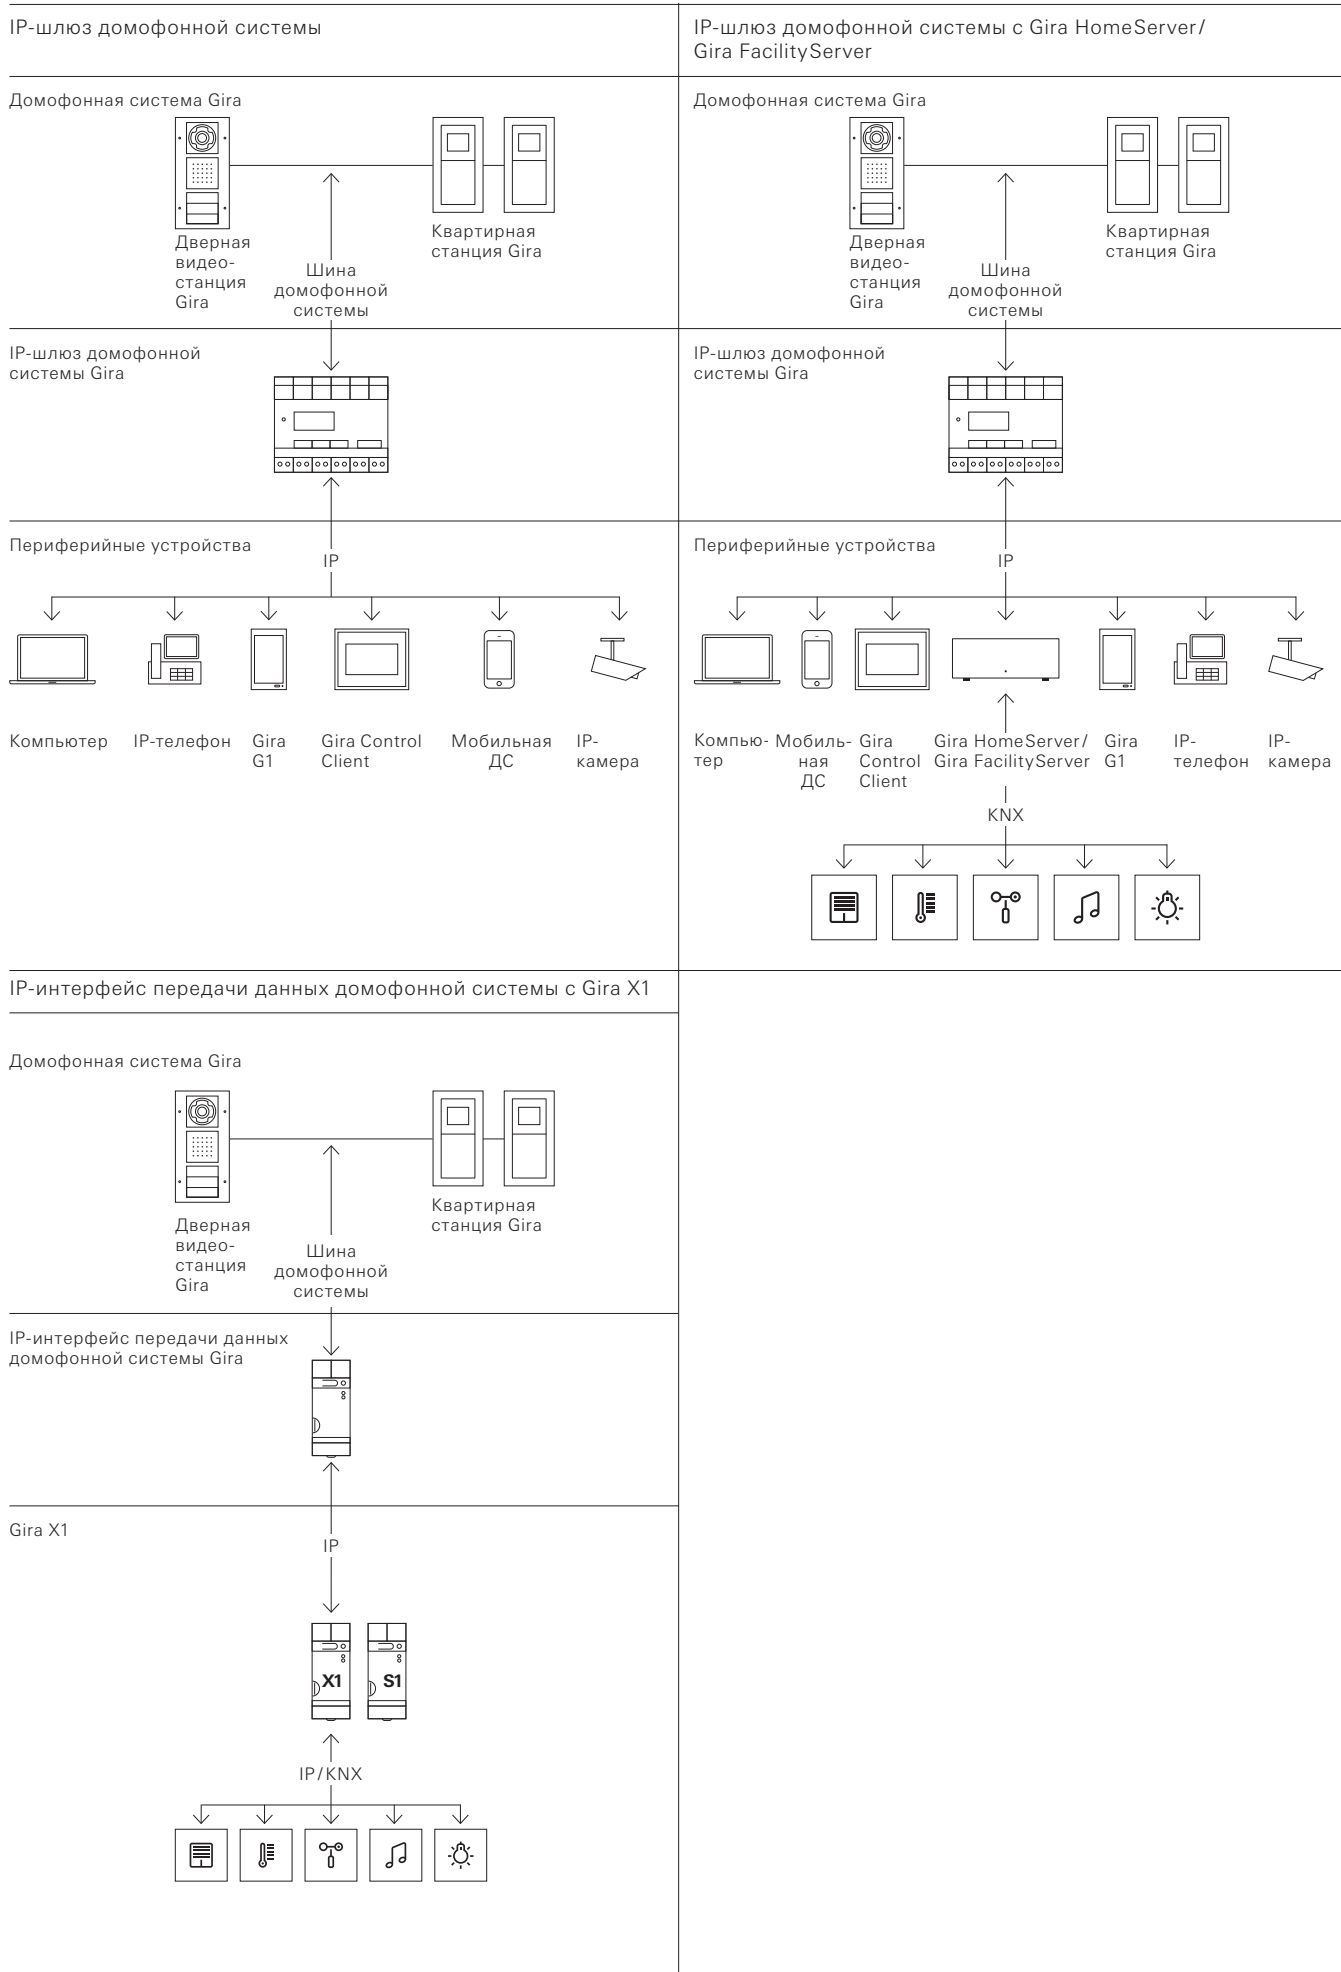 IP-шлюз домофонной системы
Домофонная система Gira
Дверная
видео-
станция
Gira
Шина
домофонной
системы
Квартирная
станция Gira
IP-шлюз домофонной
системы Gira
Периферийные устройства
IP
Компьютер
IP-телефон
Gira
G1
Gira Control
Client
Мобильная
ДС
IP-
камера
IP-шлюз домофонной системы с Gira HomeServer/
Gira FacilityServer
Домофонная система Gira
Дверная
видео-
станция
Gira
Шина
домофонной
системы
Квартирная
станция Gira
IP-шлюз домофонной
системы Gira
Периферийные устройства
IP
Компью-
тер
Мобиль-
ная
ДС
Gira
Control
Client
Gira HomeServer/
Gira FacilityServer
Gira
G1
IP-
телефон
IP-
камера
KNX
IP-интерфейс передачи данных домофонной системы с Gira X1
Домофонная система Gira
Дверная
видео-
станция
Gira
Шина
домофонной
системы
Квартирная
станция Gira
IP-интерфейс передачи данных
домофонной системы Gira
Gira X1
IP
X1
S1
IP/KNX